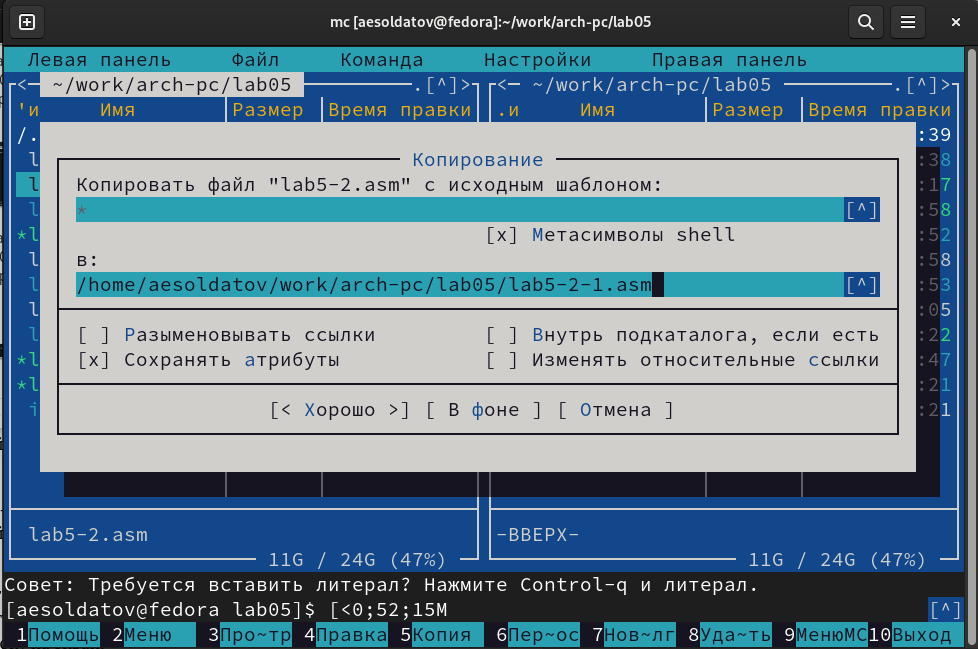 mc [aesoldatov@fedora]:~/work/arch-pc/lab05
Левая панель Файл Команда Настройки Правая панель
<— ~/work/arch-pc/lab05 .[^]> <— ~/work/arch-pc/lab05 .[^]>
'и Имя Размер Время правки .и Имя Размер Время правки
/. :39
l :38
l :17
l :58
*l :52
l :58
l :53
l :05
l :22
*l :47
*l :21
i :21
Копирование
Копировать файл "lab5-2.asm" с исходным шаблоном:
* [^]
[x] Метасимволы shell
в:
/home/aesoldatov/work/arch-pc/lab05/lab5-2-1.asm [^]
[ ] Разыменовывать ссылки [ ] Внутрь подкаталога, если есть
[x] Сохранять атрибуты [ ] Изменять относительные ссылки
[< Хорошо >] [ В фоне ] [ Отмена ]
lab5-2.asm -ВВЕРХ-
11G / 24G (47%) 11G / 24G (47%)
Совет: Требуется вставить литерал? Нажмите Control-q и литерал.
[aesoldatov@fedora lab05]$ [<0;52;15M [^]
1Помощь 2Меню 3Про~тр 4Правка 5Копия 6Пер~ос 7Нов~лг 8Уда~ть 9МенюМС 10Выход